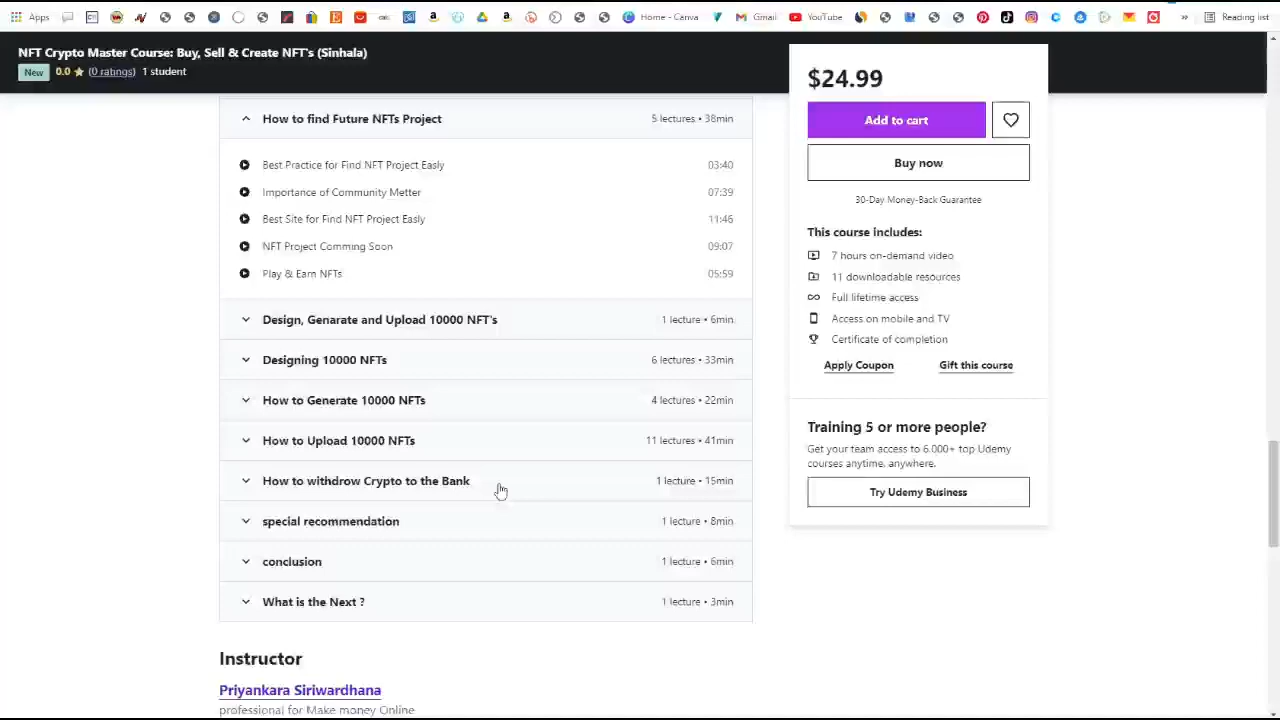 Apps
Home - Canva
Gmail
YouTube
»
Reading list
NFT Crypto Master Course: Buy, Sell & Create NFT's (Sinhala)
New 0.0 ★ (0 ratings) 1 student
How to find Future NFTs Project 5 lectures • 38min
Best Practice for Find NFT Project Easly 03:40
Importance of Community Metter 07:39
Best Site for Find NFT Project Easly 11:46
NFT Project Comming Soon 09:07
Play & Earn NFTs 05:59
Design, Genarate and Upload 10000 NFT's 1 lecture • 6min
Designing 10000 NFTs 6 lectures • 33min
How to Generate 10000 NFTs 4 lectures • 22min
How to Upload 10000 NFTs 11 lectures • 41min
How to withdrow Crypto to the Bank 1 lecture • 15min
special recommendation 1 lecture • 8min
conclusion 1 lecture • 6min
What is the Next ? 1 lecture • 3min
Instructor
Priyankara Siriwardhana
professional for Make money Online
$24.99
Add to cart
Buy now
30-Day Money-Back Guarantee
This course includes:
7 hours on-demand video
11 downloadable resources
Full lifetime access
Access on mobile and TV
Certificate of completion
Apply Coupon Gift this course
Training 5 or more people?
Get your team access to 6.000+ top Udemy
courses anytime, anywhere.
Try Udemy Business